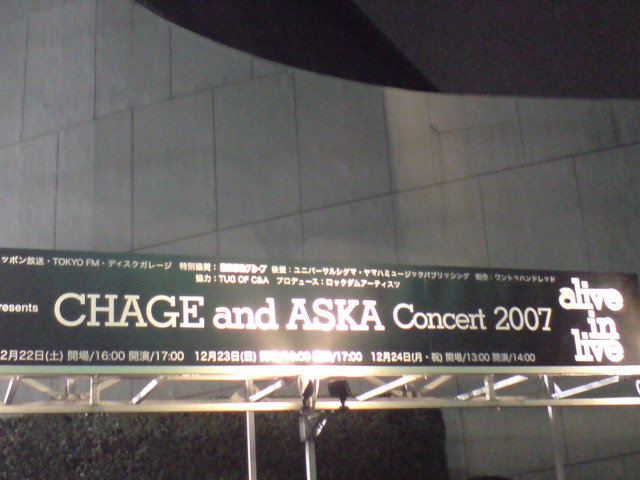 ッポン放送・TOKYO FM・ディスクガレージ 特別協賛： 後援：ユニバーサルシグマ・ヤマハミュージックパブリッシング 制作：ワントゥハンドレッド
協力：TUG OF C&A プロデュース：ロックダムアーティスツ
resents CHAGE and ASKA Concert 2007
alive
in
live
2月22日(土) 開場/16:00 開演/17:00 12月23日(日) /17:00 12月24日(月・祝) 開場/13:00 開演/14:00